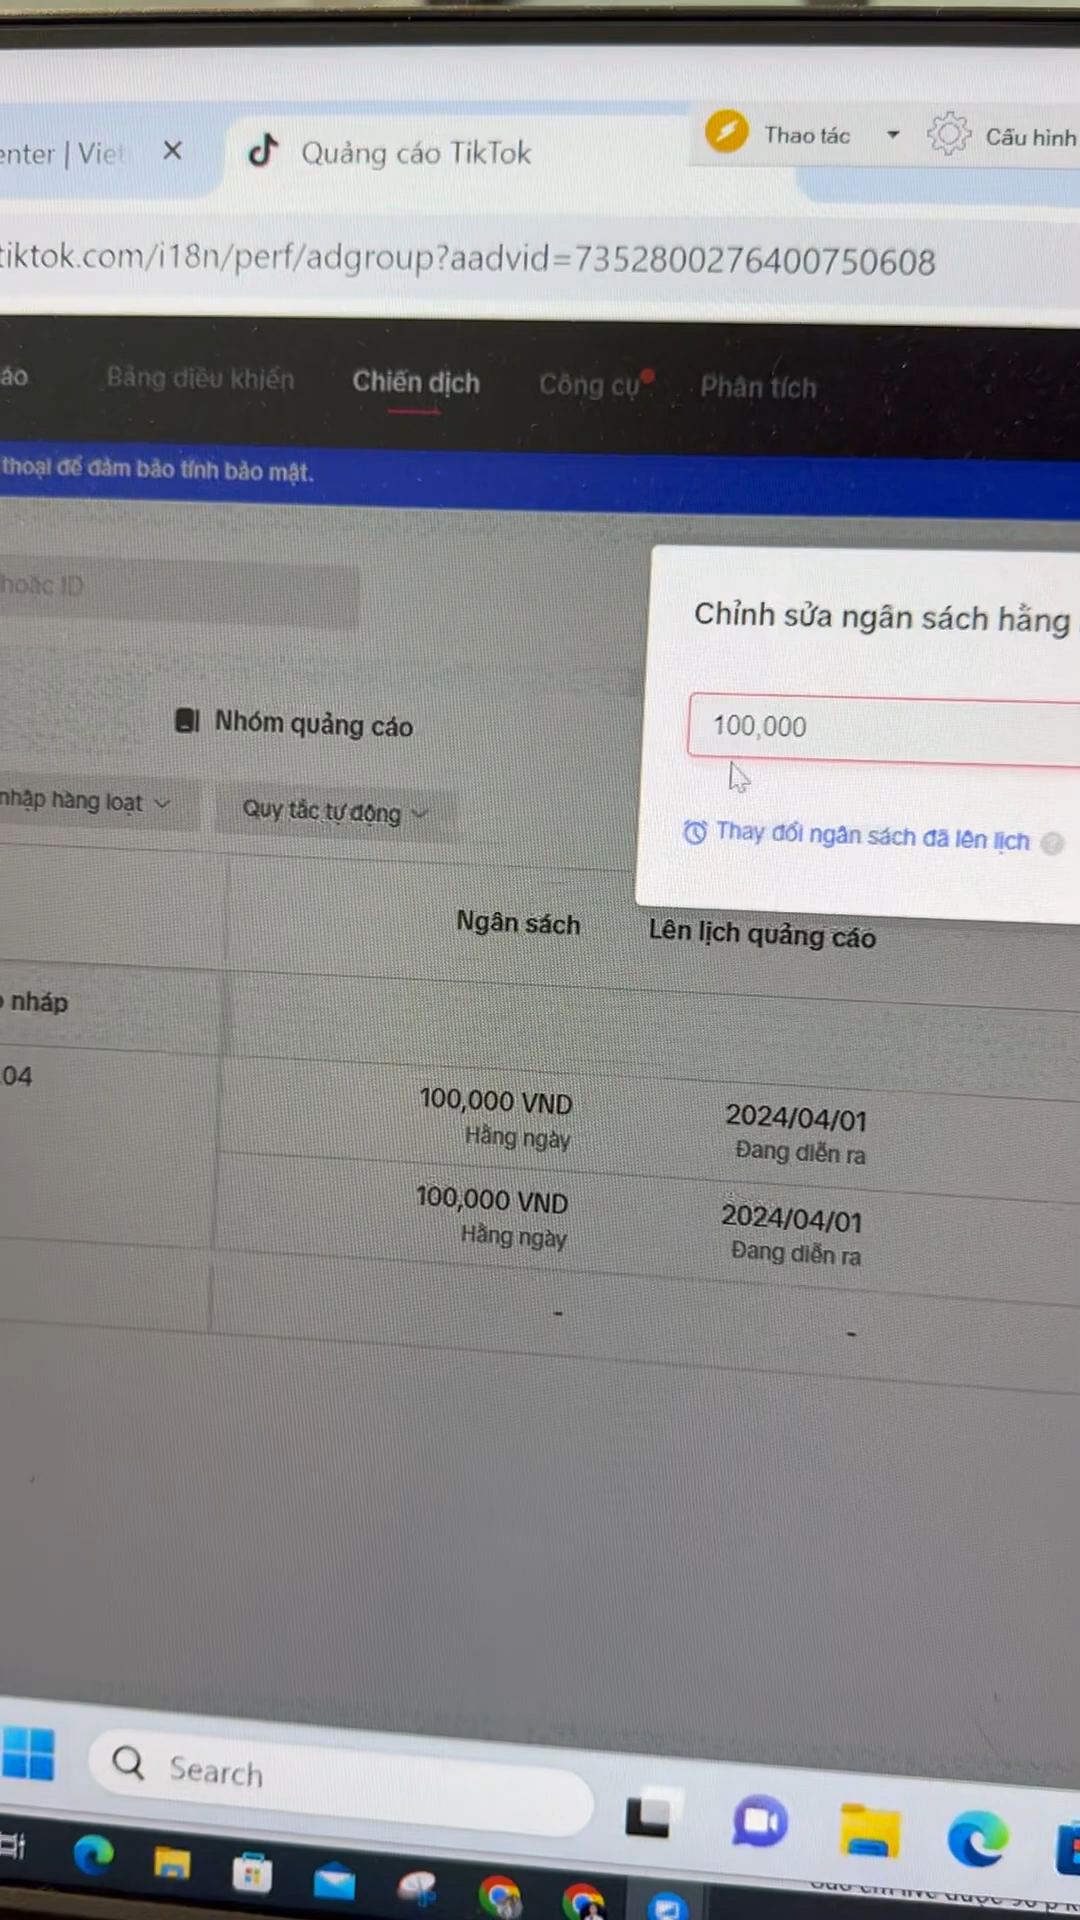 enter | Viet
Quảng cáo TikTok
Thao tác
Cấu hình
tiktok.com/i18n/perf/adgroup?aadvid=7352800276400750608
áo
Bảng điều khiển
Chiến dịch
Công cụ
Phân tích
thoại để đảm bảo tính bảo mật.
hoặc ID
Chỉnh sửa ngân sách hằng
100,000
Thay đổi ngân sách đã lên lịch
Nhóm quảng cáo
nhập hàng loạt
Quy tắc tự động
Ngân sách
Lên lịch quảng cáo
nháp
04
100,000 VND
2024/04/01
Hằng ngày
Đang diễn ra
100,000 VND
2024/04/01
Hằng ngày
Đang diễn ra
-
-
Search